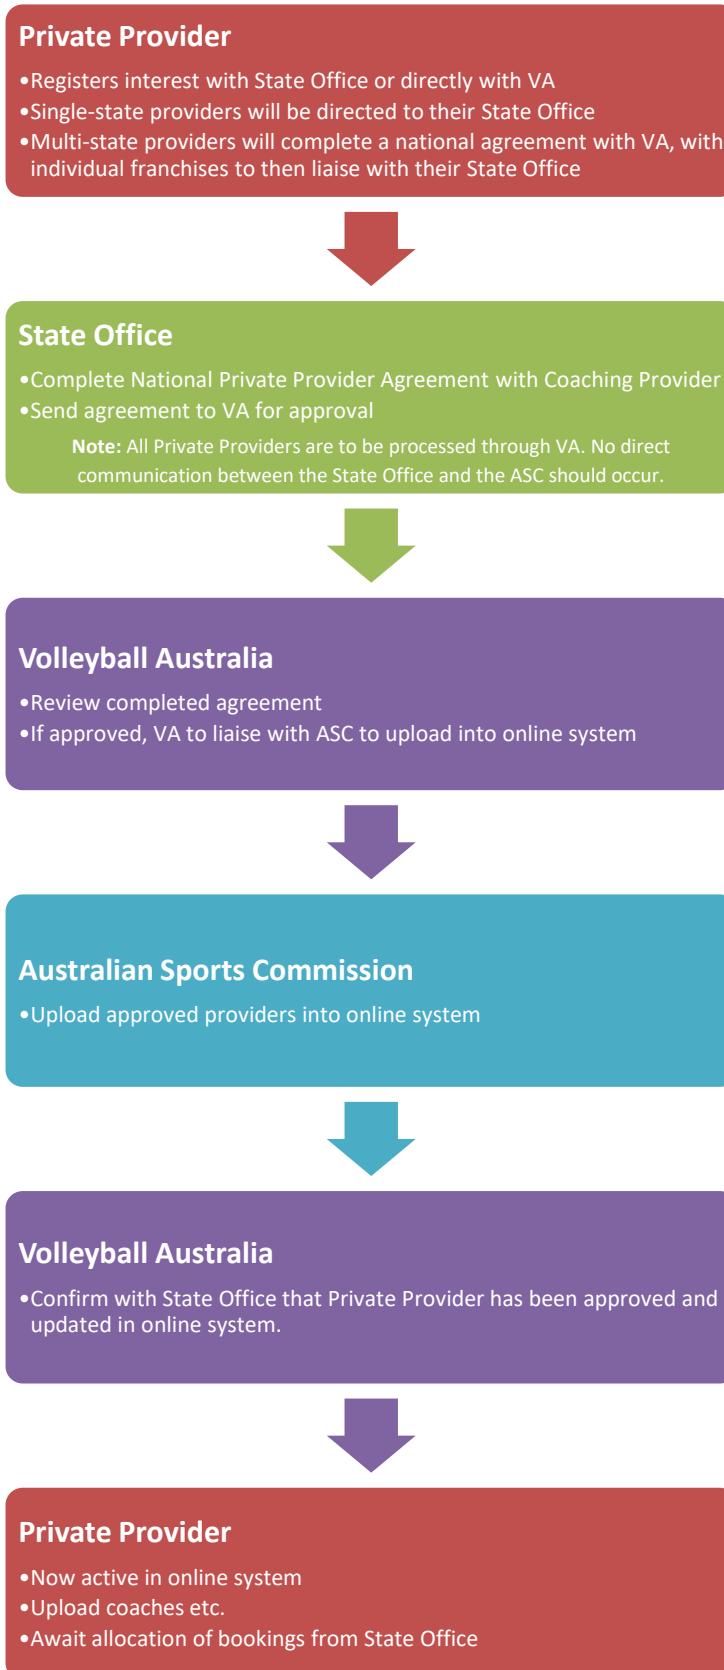 Private Provider
•Registers interest with State Office or directly with VA
•Single-state providers will be directed to their State Office
•Multi-state providers will complete a national agreement with VA, with
individual franchises to then liaise with their State Office
State Office
•Complete National Private Provider Agreement with Coaching Provider
•Send agreement to VA for approval
Note: All Private Providers are to be processed through VA. No direct
communication between the State Office and the ASC should occur.
Volleyball Australia
•Review completed agreement
•If approved, VA to liaise with ASC to upload into online system
Australian Sports Commission
•Upload approved providers into online system
Volleyball Australia
•Confirm with State Office that Private Provider has been approved and
updated in online system.
Private Provider
•Now active in online system
•Upload coaches etc.
•Await allocation of bookings from State Office